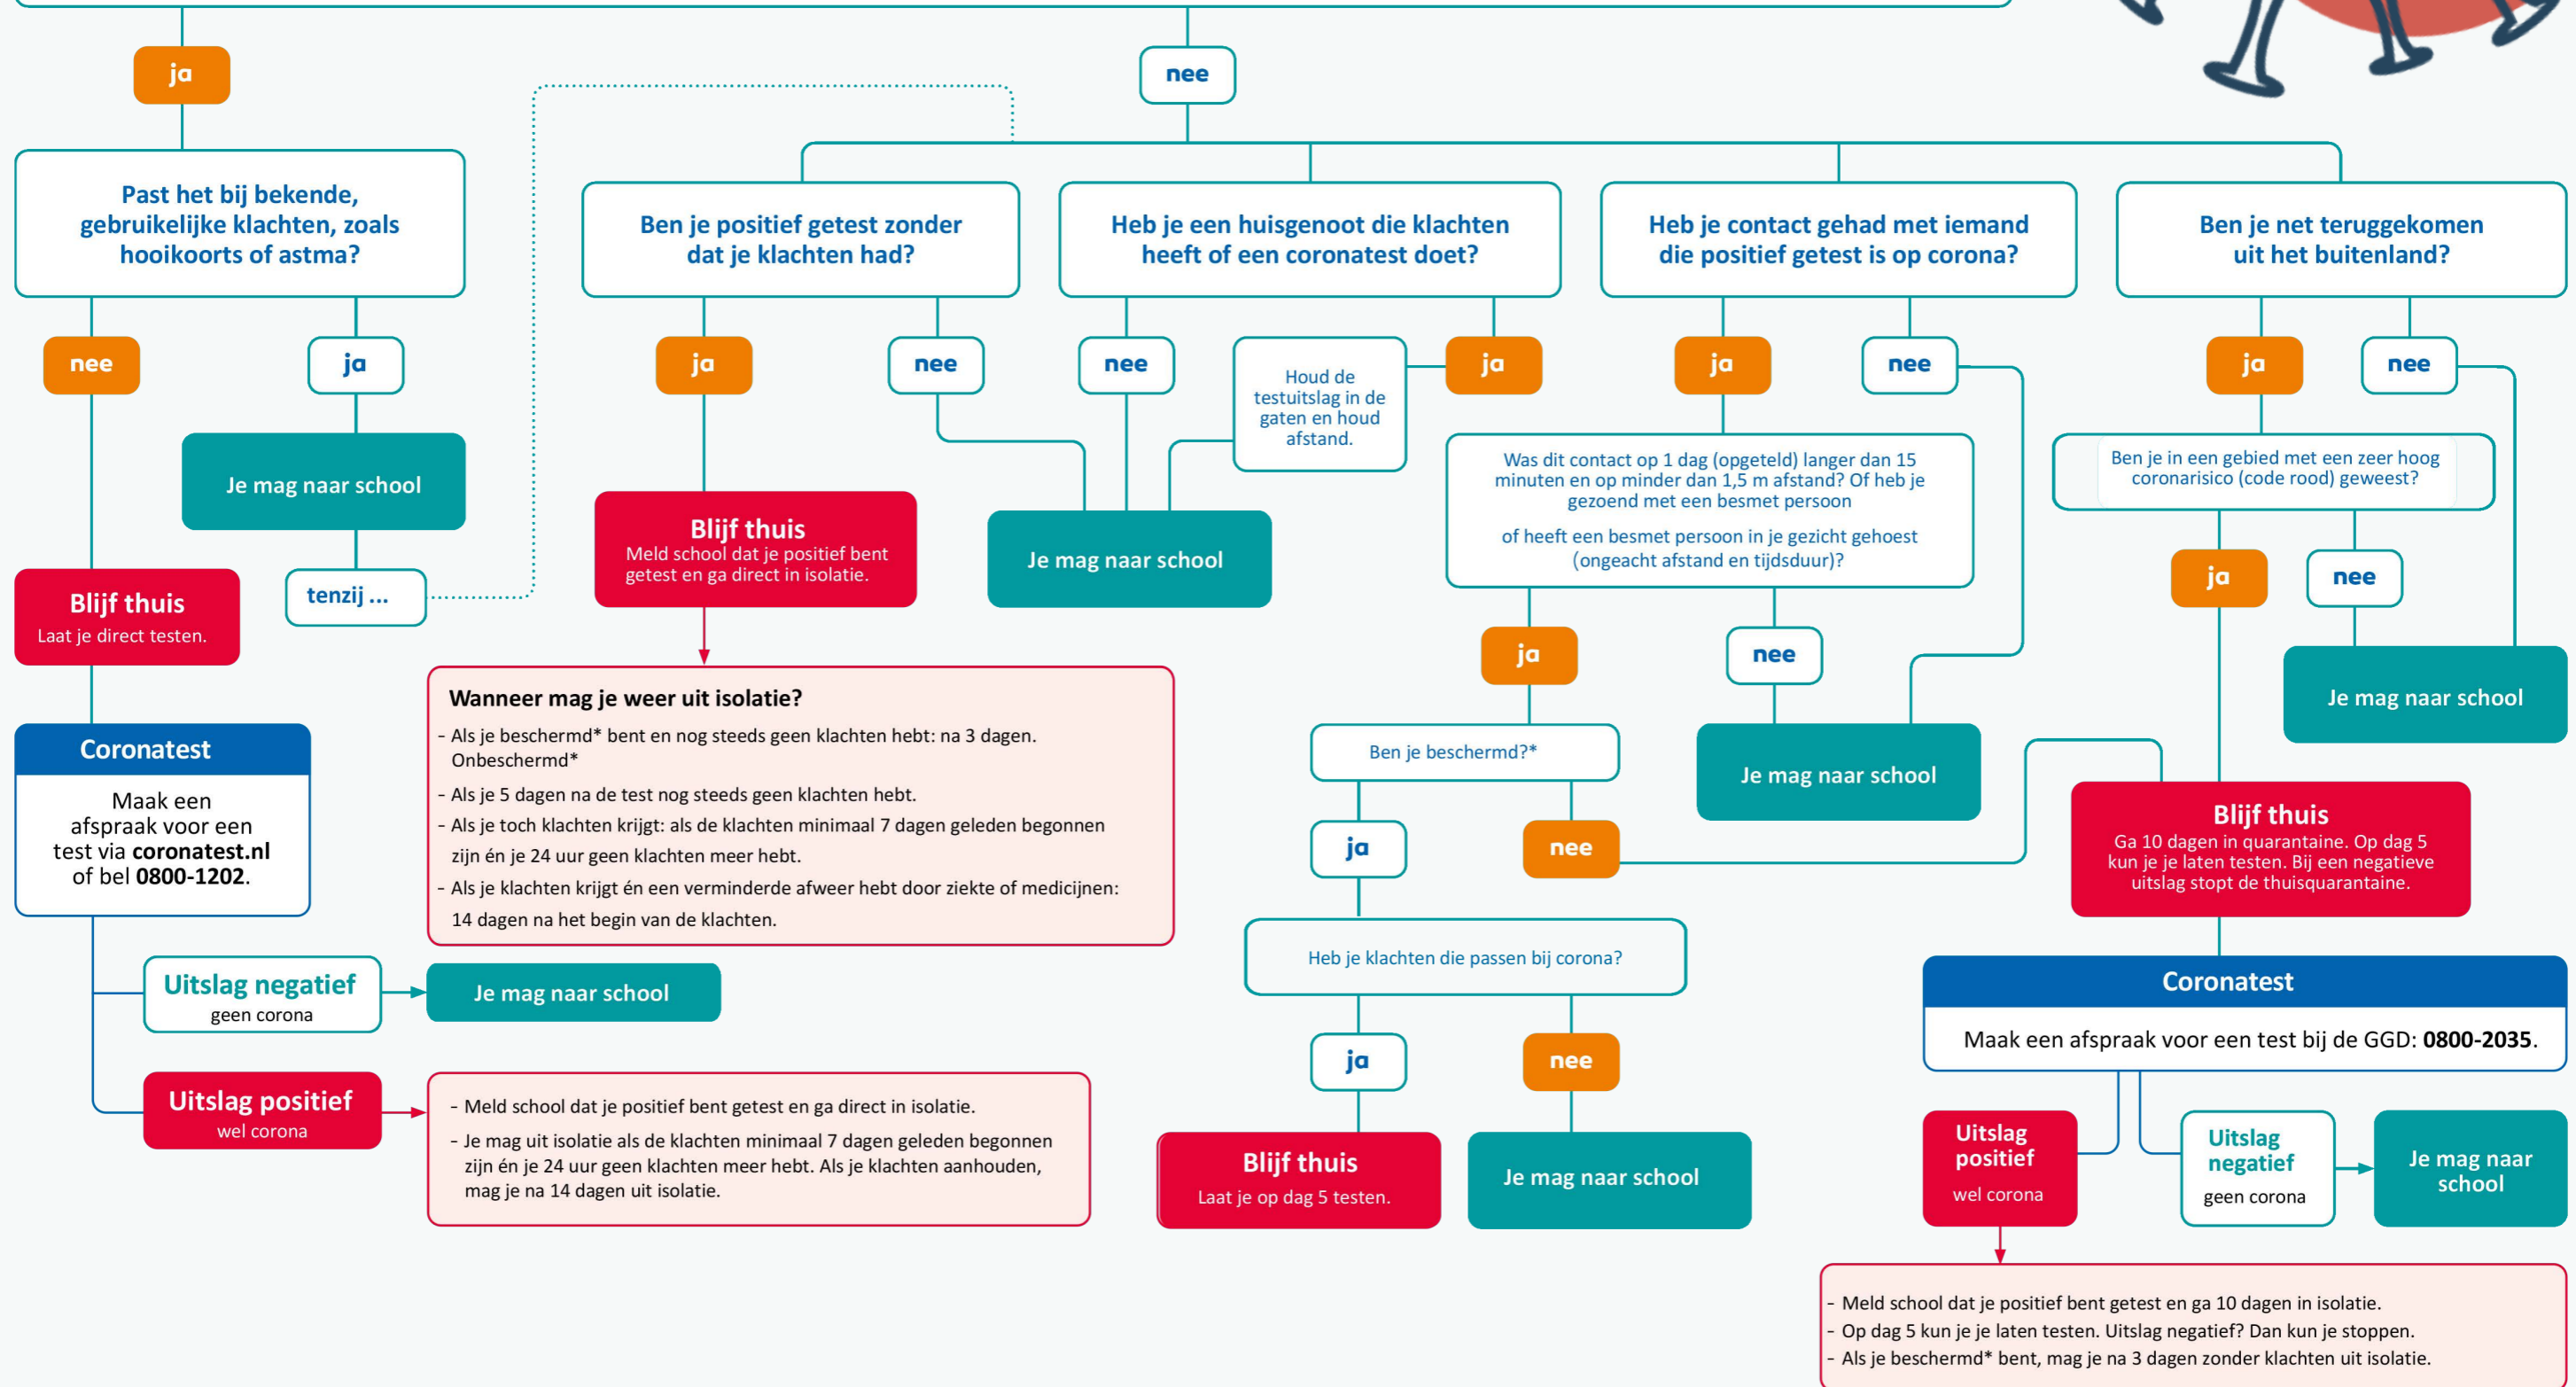 ja
nee
Past het bij bekende,
gebruikelijke klachten, zoals
hooikoorts of astma?
nee
ja
Je mag naar school
tenzij ...
Blijf thuis
Laat je direct testen.
Coronatest
Maak een
afspraak voor een
test via coronatest.nl
of bel 0800-1202.
Uitslag negatief
geen corona
Je mag naar school
Uitslag positief
wel corona
- Meld school dat je positief bent getest en ga direct in isolatie.
- Je mag uit isolatie als de klachten minimaal 7 dagen geleden begonnen
zijn én je 24 uur geen klachten meer hebt. Als je klachten aanhouden,
mag je na 14 dagen uit isolatie.
Ben je positief getest zonder
dat je klachten had?
ja
nee
Blijf thuis
Meld school dat je positief bent
getest en ga direct in isolatie.
Wanneer mag je weer uit isolatie?
- Als je beschermd* bent en nog steeds geen klachten hebt: na 3 dagen.
Onbeschermd*
- Als je 5 dagen na de test nog steeds geen klachten hebt.
- Als je toch klachten krijgt: als de klachten minimaal 7 dagen geleden begonnen
zijn én je 24 uur geen klachten meer hebt.
- Als je klachten krijgt én een verminderde afweer hebt door ziekte of medicijnen:
14 dagen na het begin van de klachten.
Heb je een huisgenoot die klachten
heeft of een coronatest doet?
nee
ja
Houd de
testuitslag in de
gaten en houd
afstand.
Je mag naar school
Heb je contact gehad met iemand
die positief getest is op corona?
ja
nee
Was dit contact op 1 dag (opgeteld) langer dan 15
minuten en op minder dan 1,5 m afstand? Of heb je
gezoend met een besmet persoon
of heeft een besmet persoon in je gezicht gehoest
(ongeacht afstand en tijdsduur)?
ja
nee
Je mag naar school
Ben je beschermd?*
ja
nee
Heb je klachten die passen bij corona?
ja
nee
Blijf thuis
Laat je op dag 5 testen.
Je mag naar school
Ben je net teruggekomen
uit het buitenland?
ja
nee
Ben je in een gebied met een zeer hoog
coronarisico (code rood) geweest?
ja
nee
Je mag naar school
Blijf thuis
Ga 10 dagen in quarantaine. Op dag 5
kun je je laten testen. Bij een negatieve
uitslag stopt de thuisquarantaine.
Coronatest
Maak een afspraak voor een test bij de GGD: 0800-2035.
Uitslag
positief
wel corona
Uitslag
negatief
geen corona
Je mag naar
school
- Meld school dat je positief bent getest en ga 10 dagen in isolatie.
- Op dag 5 kun je je laten testen. Uitslag negatief? Dan kun je stoppen.
- Als je beschermd* bent, mag je na 3 dagen zonder klachten uit isolatie.